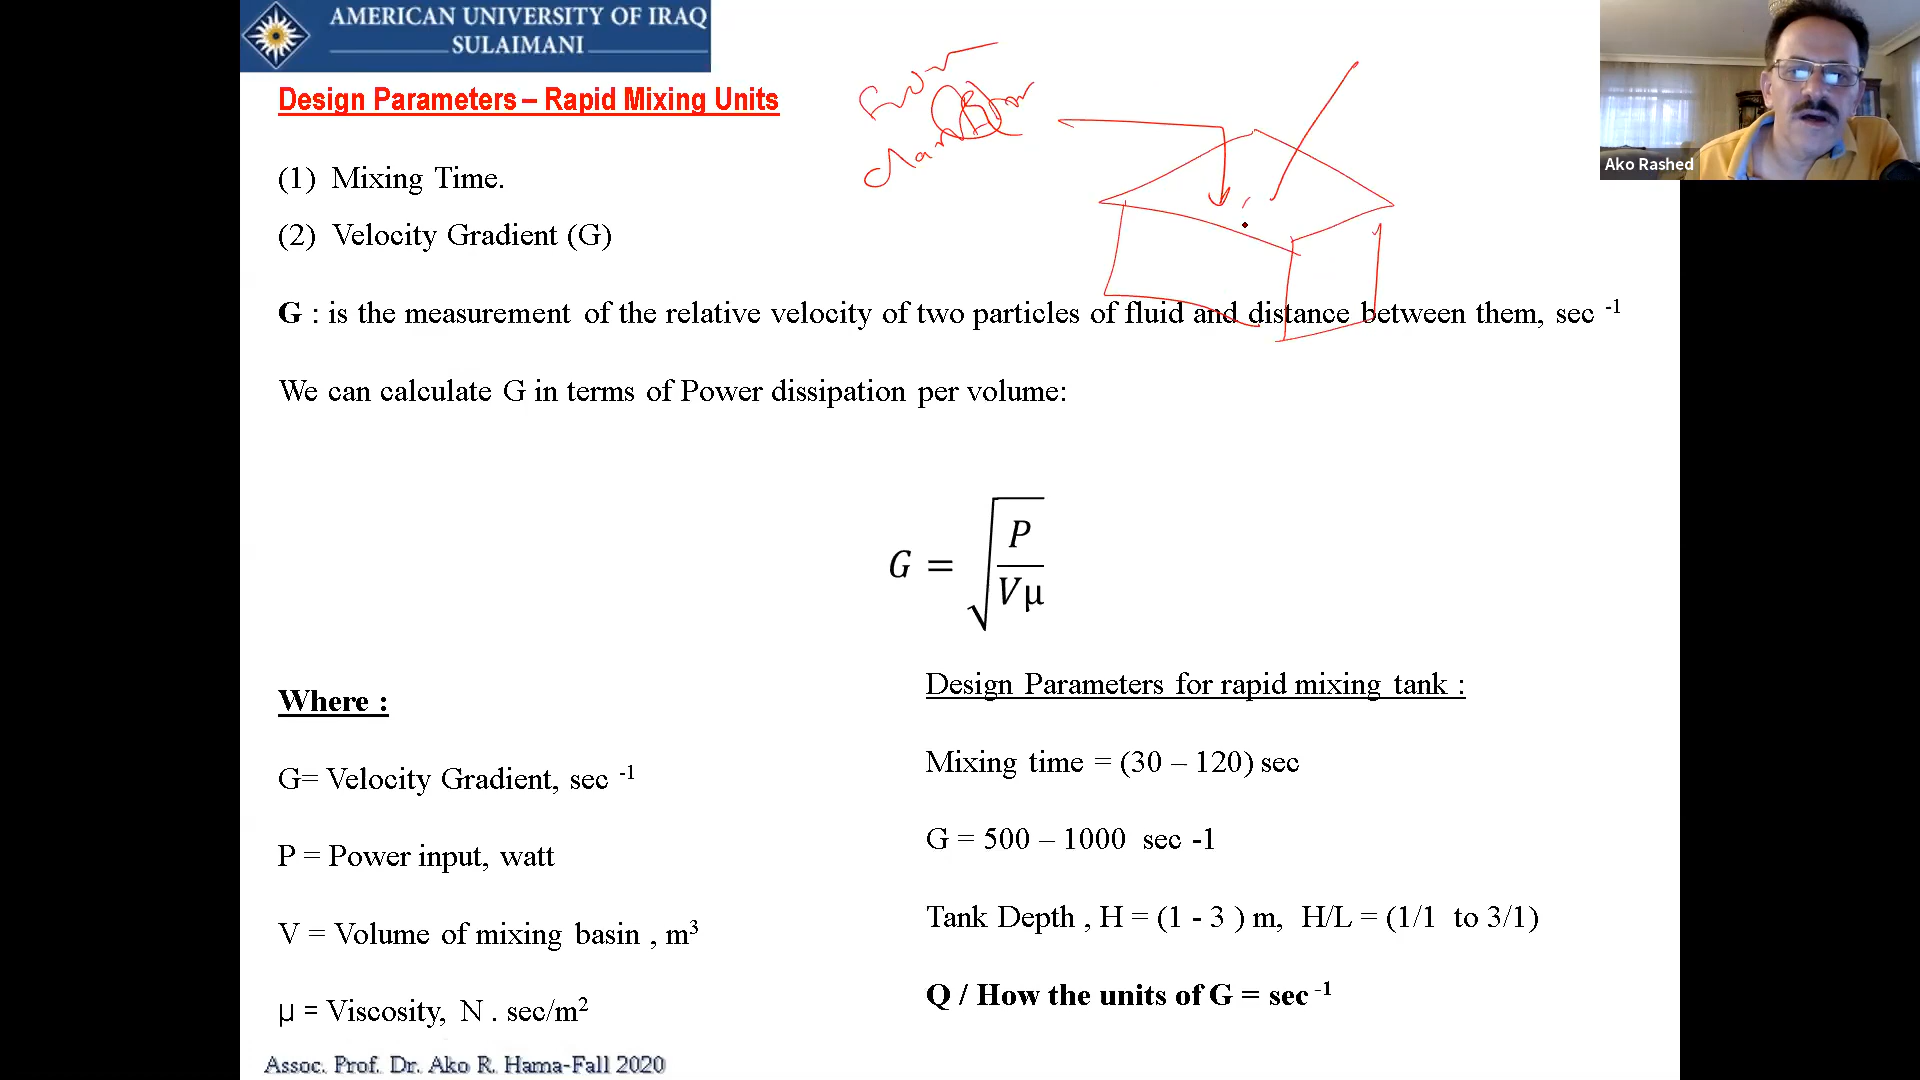 AMERICAN UNIVERSITY OF IRAQ
SULAIMANI
Design Parameters – Rapid Mixing Units
(1) Mixing Time.
(2) Velocity Gradient (G)
G : is the measurement of the relative velocity of two particles of fluid and distance between them, sec -1
We can calculate G in terms of Power dissipation per volume:
G = √(P / Vµ)
Where :
G= Velocity Gradient, sec -1
P = Power input, watt
V = Volume of mixing basin , m3
µ = Viscosity, N . sec/m2
Design Parameters for rapid mixing tank :
Mixing time = (30 – 120) sec
G = 500 – 1000 sec -1
Tank Depth , H = (1 - 3 ) m, H/L = (1/1 to 3/1)
Q / How the units of G = sec -1
Assoc. Prof. Dr. Ako R. Hama-Fall 2020
Ako Rashed